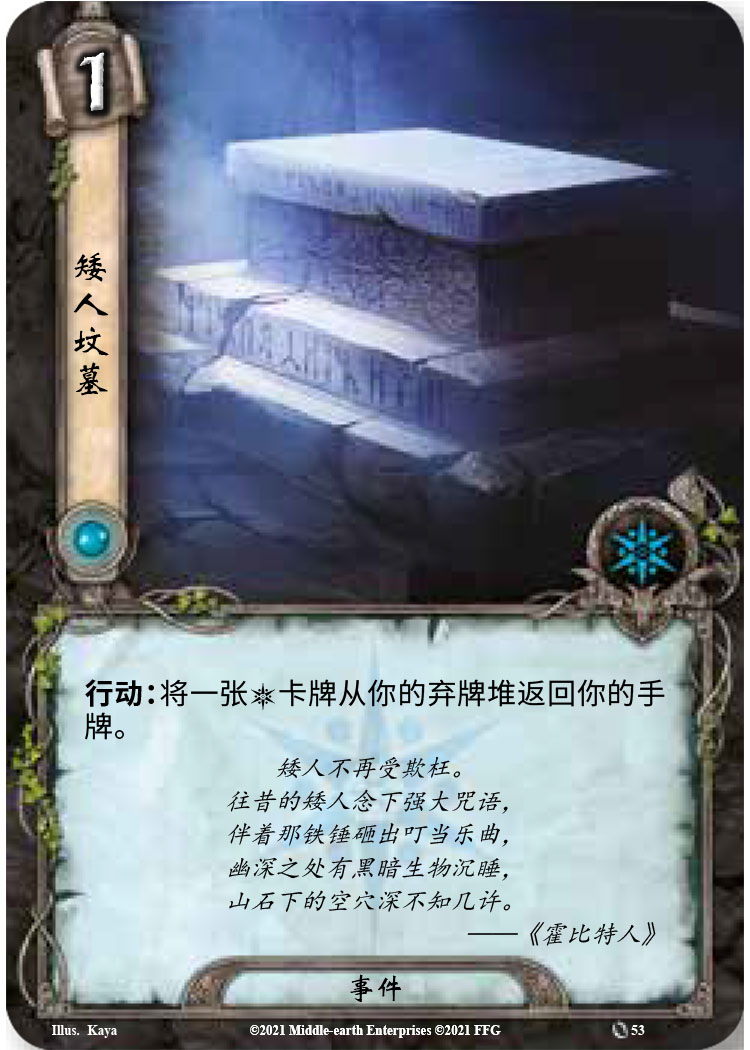 1
矮人坟墓
行动：将一张卡牌从你的弃牌堆返回你的手
牌。
矮人不再受欺枉。
往昔的矮人念下强大咒语，
伴着那铁锤砸出叮当乐曲，
幽深之处有黑暗生物沉睡，
山石下的空穴深不知几许。
——《霍比特人》
事件
Illus. Kaya
©2021 Middle-earth Enterprises ©2021 FFG
53